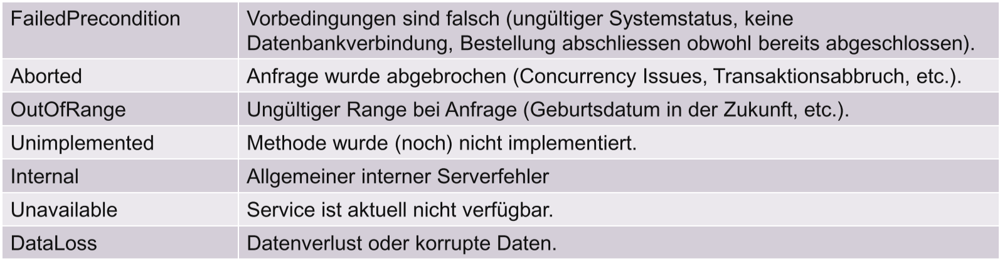 FailedPrecondition
Vorbedingungen sind falsch (ungültiger Systemstatus, keine
Datenbankverbindung, Bestellung abschliessen obwohl bereits abgeschlossen).
Aborted
Anfrage wurde abgebrochen (Concurrency Issues, Transaktionsabbruch, etc.).
OutOfRange
Ungültiger Range bei Anfrage (Geburtsdatum in der Zukunft, etc.).
Unimplemented
Methode wurde (noch) nicht implementiert.
Internal
Allgemeiner interner Serverfehler
Unavailable
Service ist aktuell nicht verfügbar.
DataLoss
Datenverlust oder korrupte Daten.